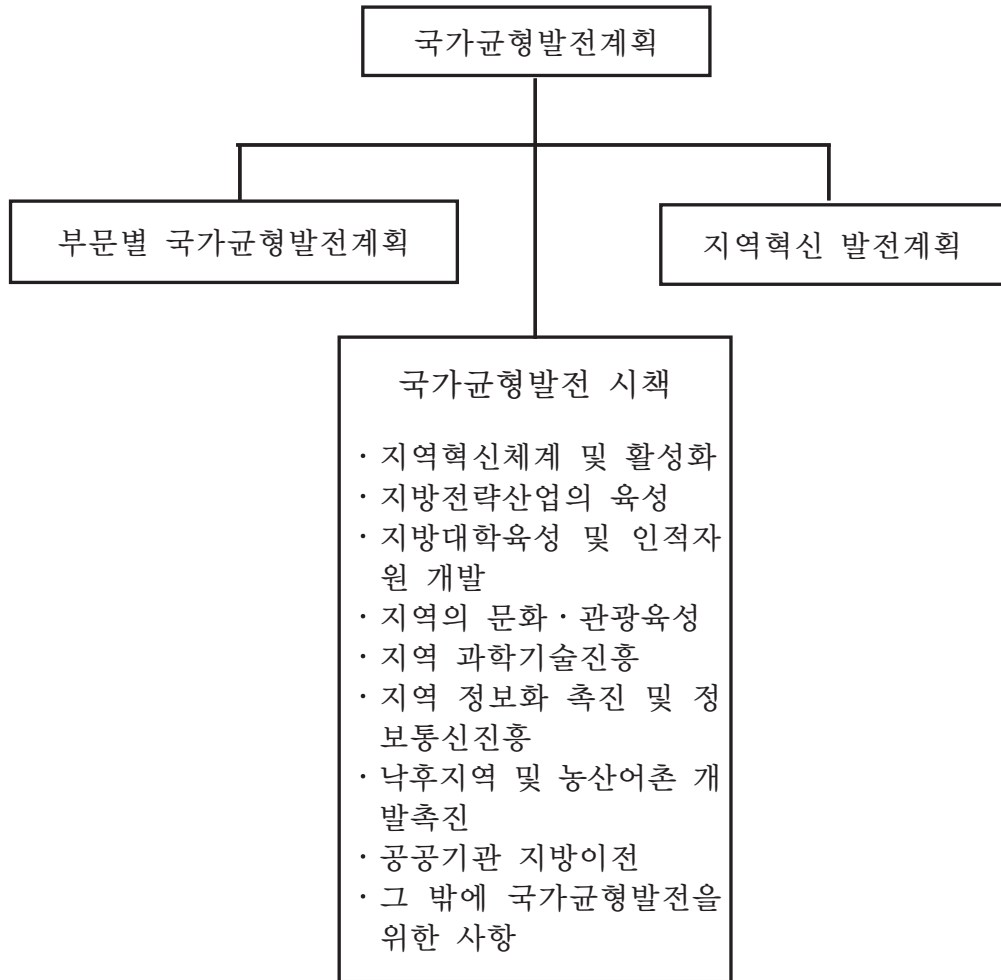 국가균형발전계획
부문별 국가균형발전계획
지역혁신 발전계획
국가균형발전 시책
· 지역혁신체계 및 활성화
· 지방전략산업의 육성
· 지방대학육성 및 인적자
원 개발
· 지역의 문화 · 관광육성
· 지역 과학기술진흥
· 지역 정보화 촉진 및 정
보통신진흥
· 낙후지역 및 농산어촌 개
발촉진
· 공공기관 지방이전
· 그 밖에 국가균형발전을
위한 사항